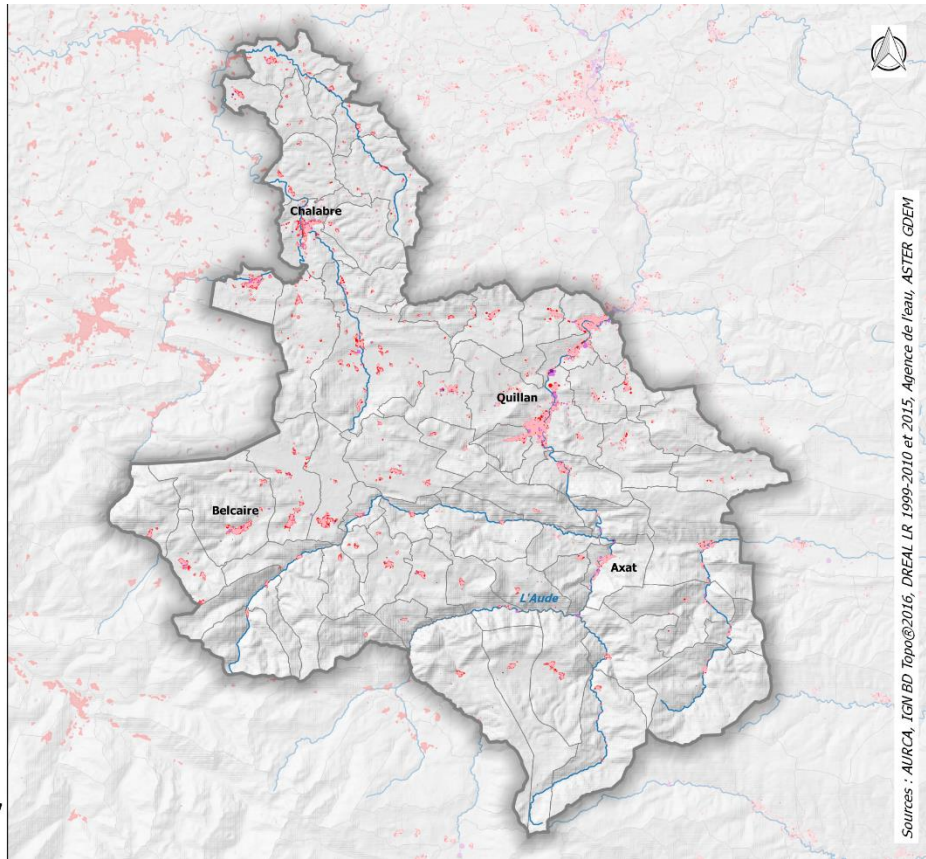 Chalabre
Quillan
Belcaire
Axat
L'Aude
Sources : AURCA, IGN BD Topo®2016, DREAL LR 1999-2010 et 2015, Agence de l'eau, ASTER GDEM